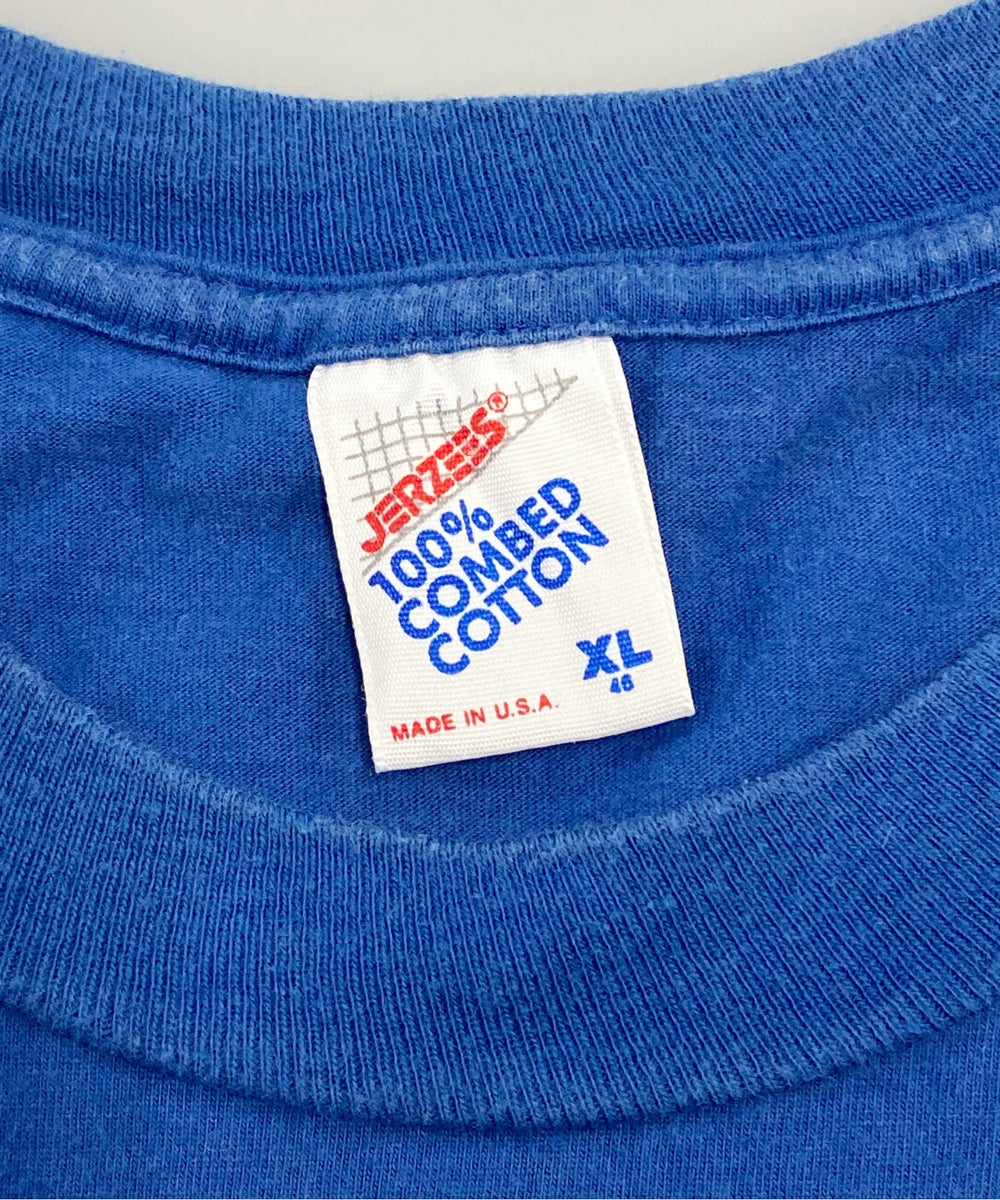 JERZEES®
100%
COMBED
COTTON
XL
46
MADE IN U.S.A.